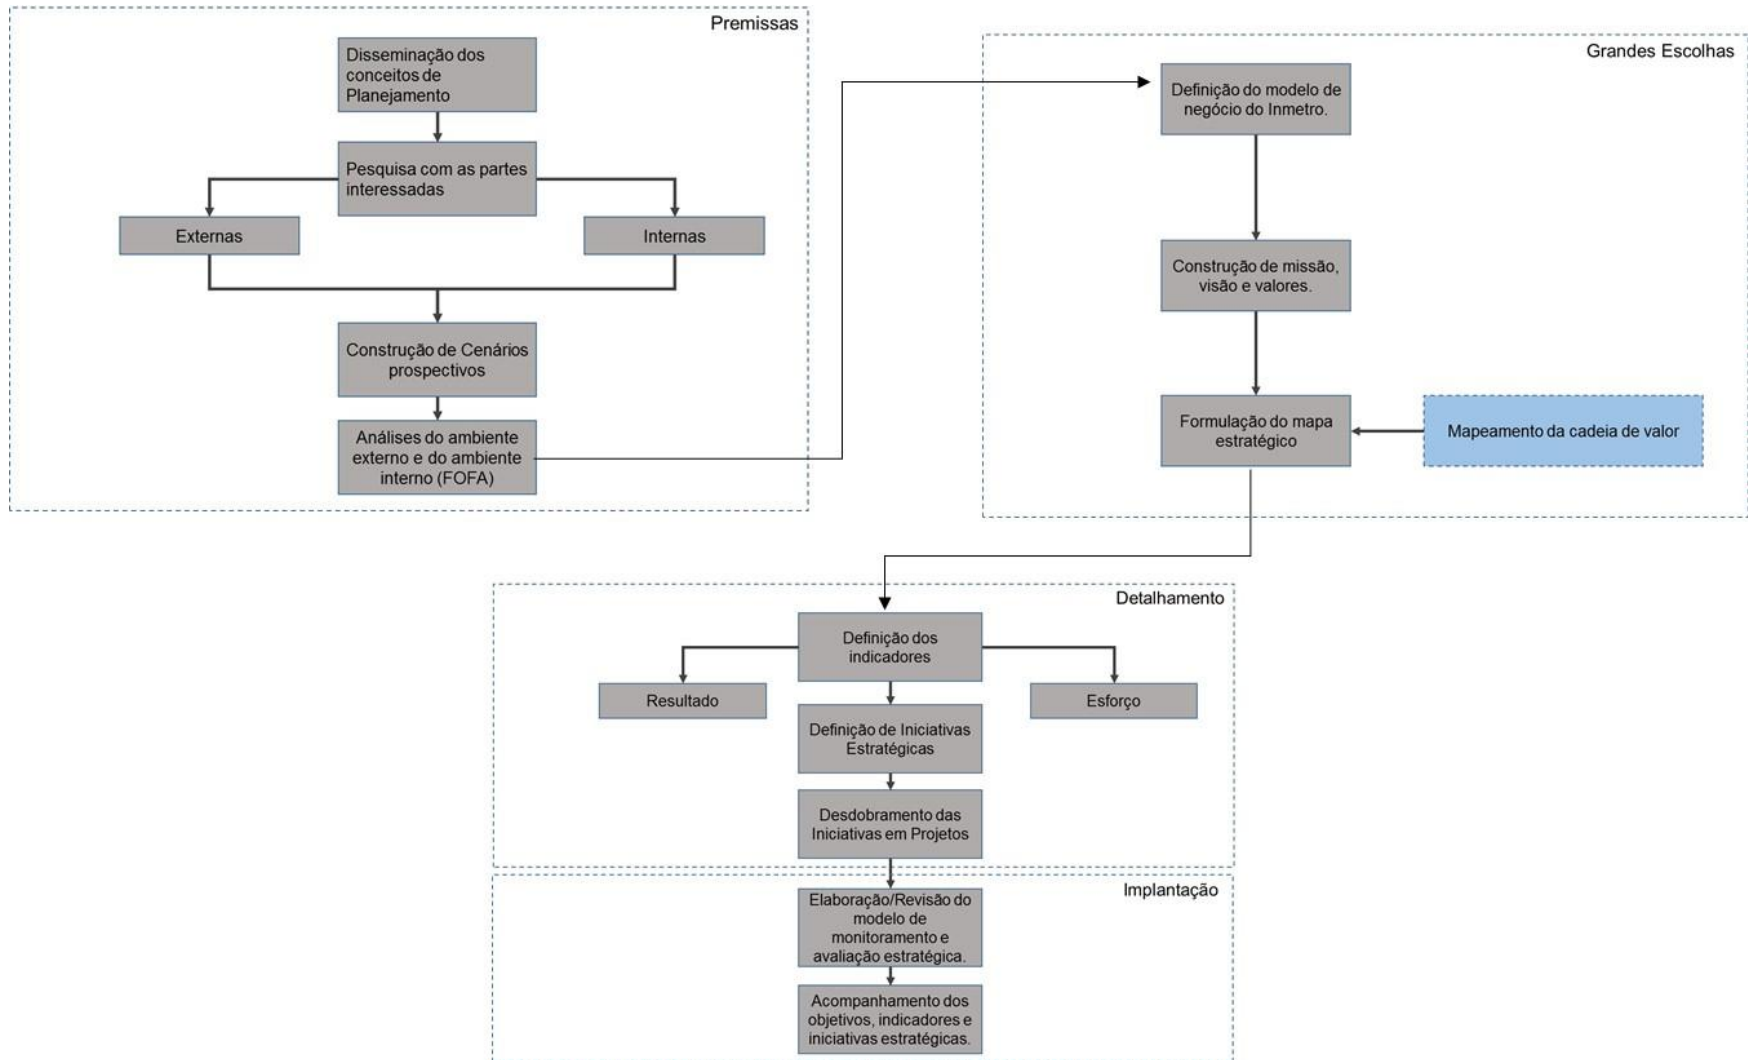 Premissas
Disseminação dos
conceitos de
Planejamento
Pesquisa com as partes
interessadas
Externas
Internas
Construção de Cenários
prospectivos
Análises do ambiente
externo e do ambiente
interno (FOFA)
Grandes Escolhas
Definição do modelo de
negócio do Inmetro.
Construção de missão,
visão e valores.
Formulação do mapa
estratégico
Mapeamento da cadeia de valor
Detalhamento
Definição dos
indicadores
Resultado
Esforço
Definição de Iniciativas
Estratégicas
Desdobramento das
Iniciativas em Projetos
Implantação
Elaboração/Revisão do
modelo de
monitoramento e
avaliação estratégica.
Acompanhamento dos
objetivos, indicadores e
iniciativas estratégicas.